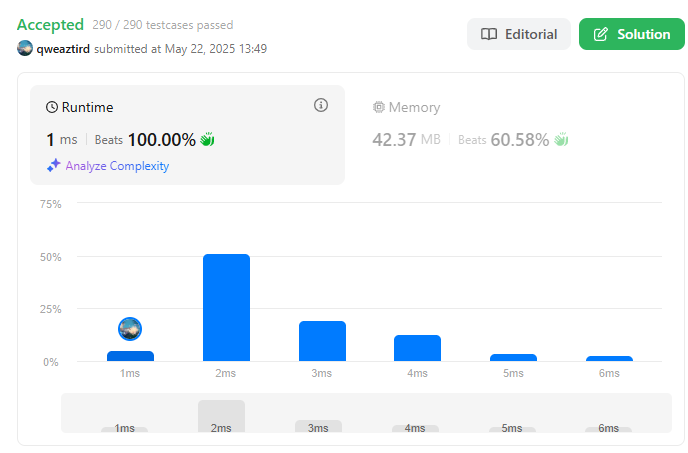 Accepted 290 / 290 testcases passed
qweaztird submitted at May 22, 2025 13:49
Editorial
Solution
Runtime
1 ms Beats 100.00%
Analyze Complexity
Memory
42.37 MB Beats 60.58%
75%
50%
25%
0%
1ms 2ms 3ms 4ms 5ms 6ms
1ms 2ms 3ms 4ms 5ms 6ms